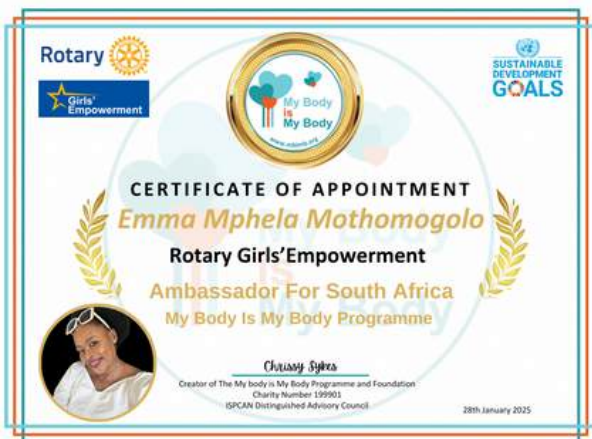 Rotary
Girls'
Empowerment
My Body
is
My Body
SUSTAINABLE
DEVELOPMENT
GOALS
CERTIFICATE OF APPOINTMENT
Emma Mphela Mothomogolo
Rotary Girls'Empowerment
Ambassador For South Africa
My Body Is My Body Programme
Chrissy Sykes
Creator of The My body is My Body Programme and Foundation
Charity Number 199901
ISPCAN Distinguished Advisory Council
28th January 2025